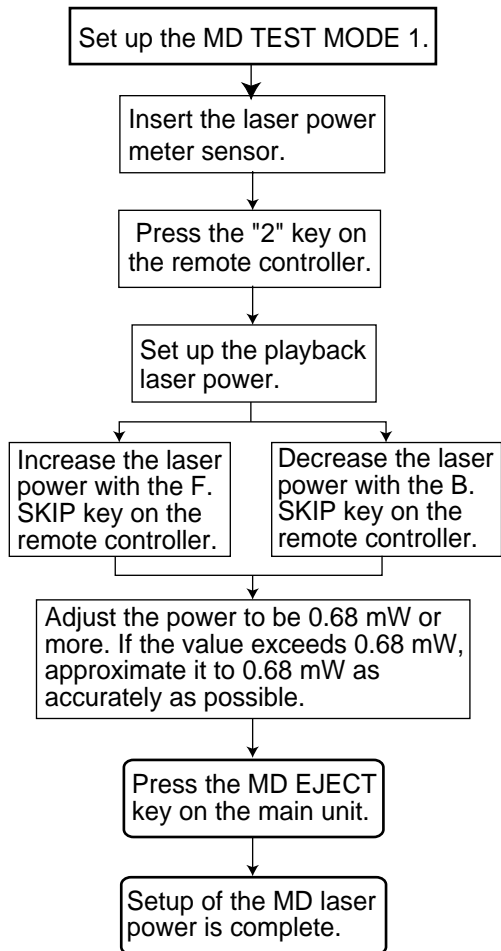 Set up the MD TEST MODE 1.
Insert the laser power
meter sensor.
Press the "2" key on
the remote controller.
Set up the playback
laser power.
Increase the laser
power with the F.
SKIP key on the
remote controller.
Decrease the laser
power with the B.
SKIP key on the
remote controller.
Adjust the power to be 0.68 mW or
more. If the value exceeds 0.68 mW,
approximate it to 0.68 mW as
accurately as possible.
Press the MD EJECT
key on the main unit.
Setup of the MD laser
power is complete.